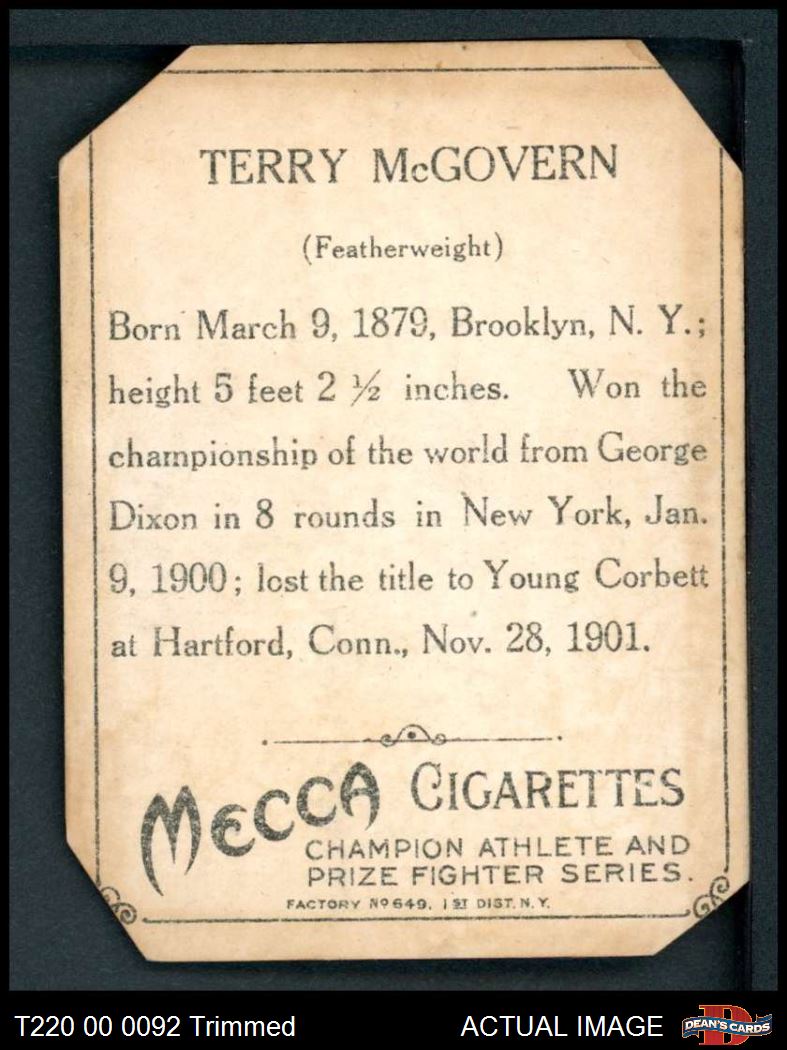 TERRY McGOVERN
(Featherweight)
Born March 9, 1879, Brooklyn, N. Y.;
height 5 feet 2 ½ inches. Won the
championship of the world from George
Dixon in 8 rounds in New York, Jan.
9, 1900; lost the title to Young Corbett
at Hartford, Conn., Nov. 28, 1901.
MECCA CIGARETTES
CHAMPION ATHLETE AND
PRIZE FIGHTER SERIES.
FACTORY Nº 649, 1ST DIST. N.Y.
T220 00 0092 Trimmed ACTUAL IMAGE DEAN'S CARDS